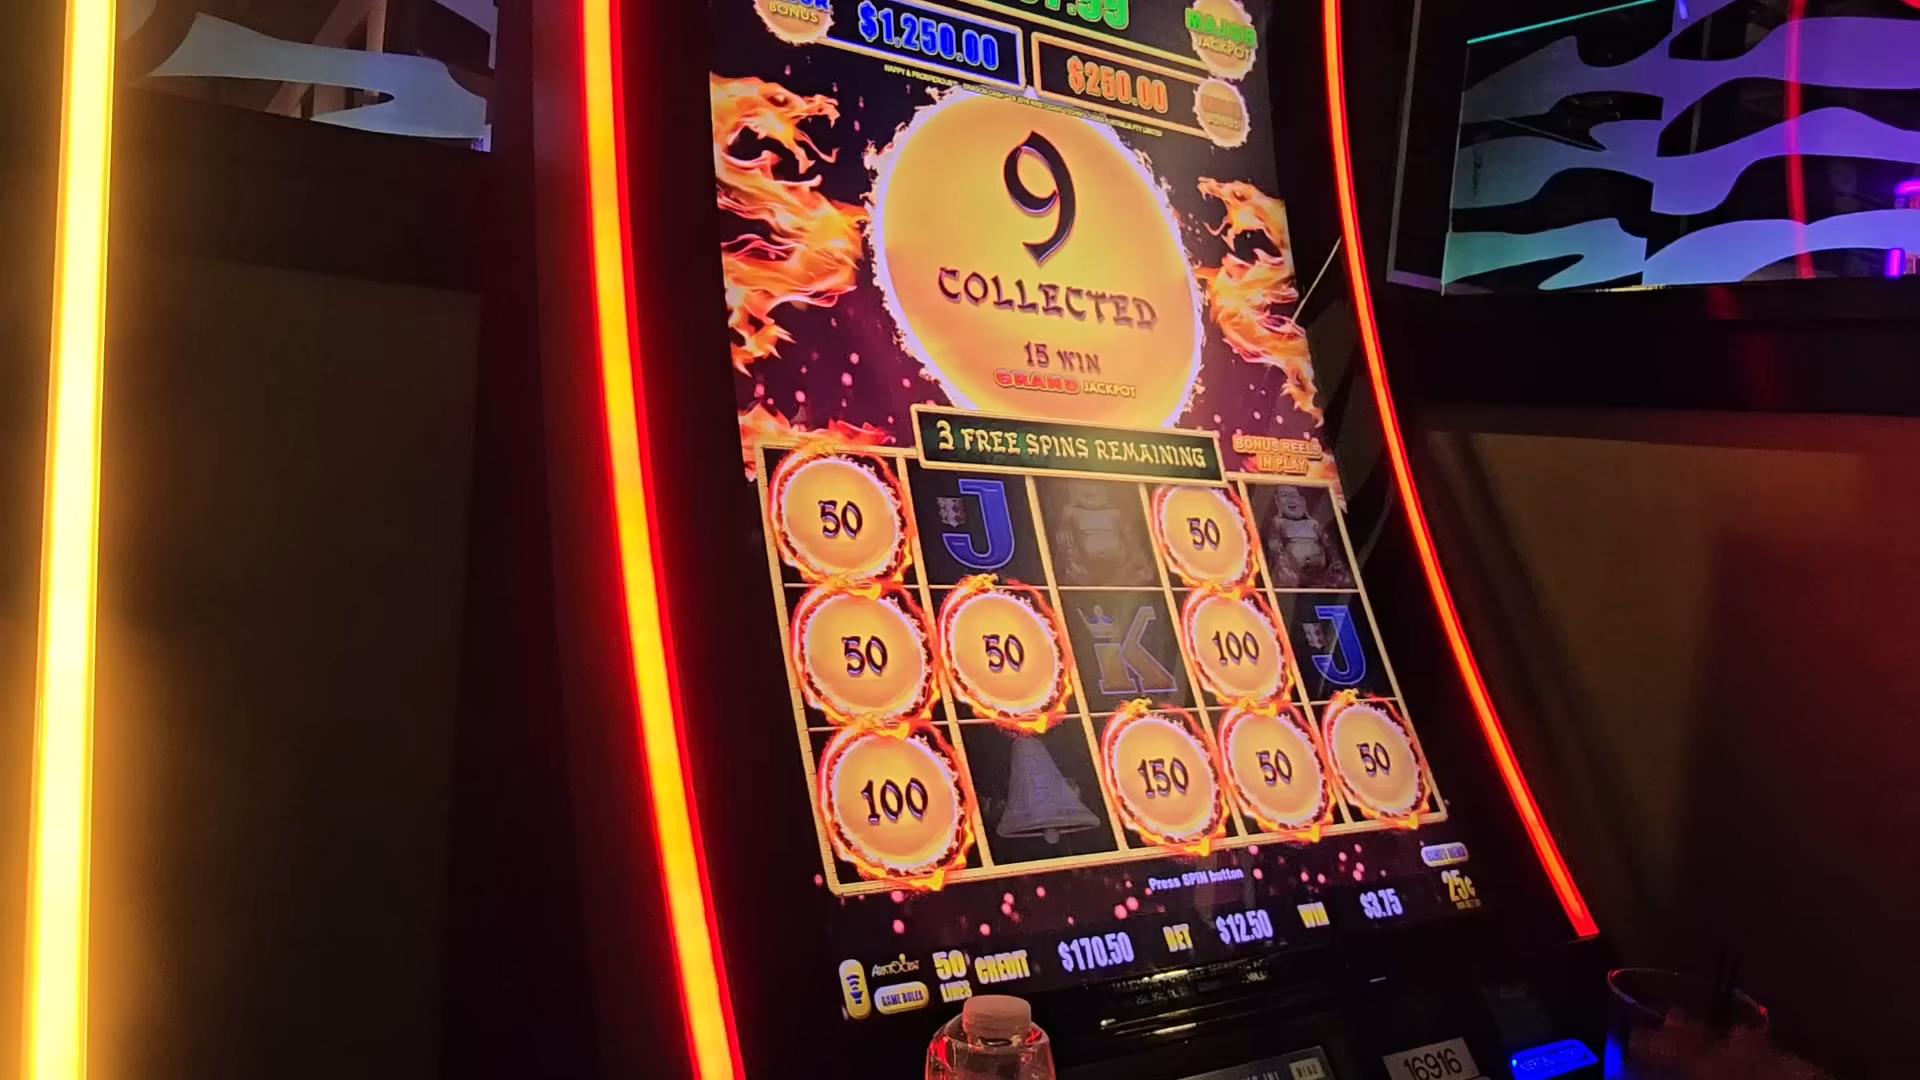 BONUS
$1,250.00
MAJOR
JACKPOT
$250.00
BONUS
9
COLLECTED
15 WIN
GRAND JACKPOT
3 FREE SPINS REMAINING
BONUS REELS
IN PLAY
50 J 50
50 50 K 100 J
100 150 50 50
Press SPIN button
25¢
50 LINES
CREDIT $170.50 BET $12.50 WIN $3.75
GAME RULES
16916